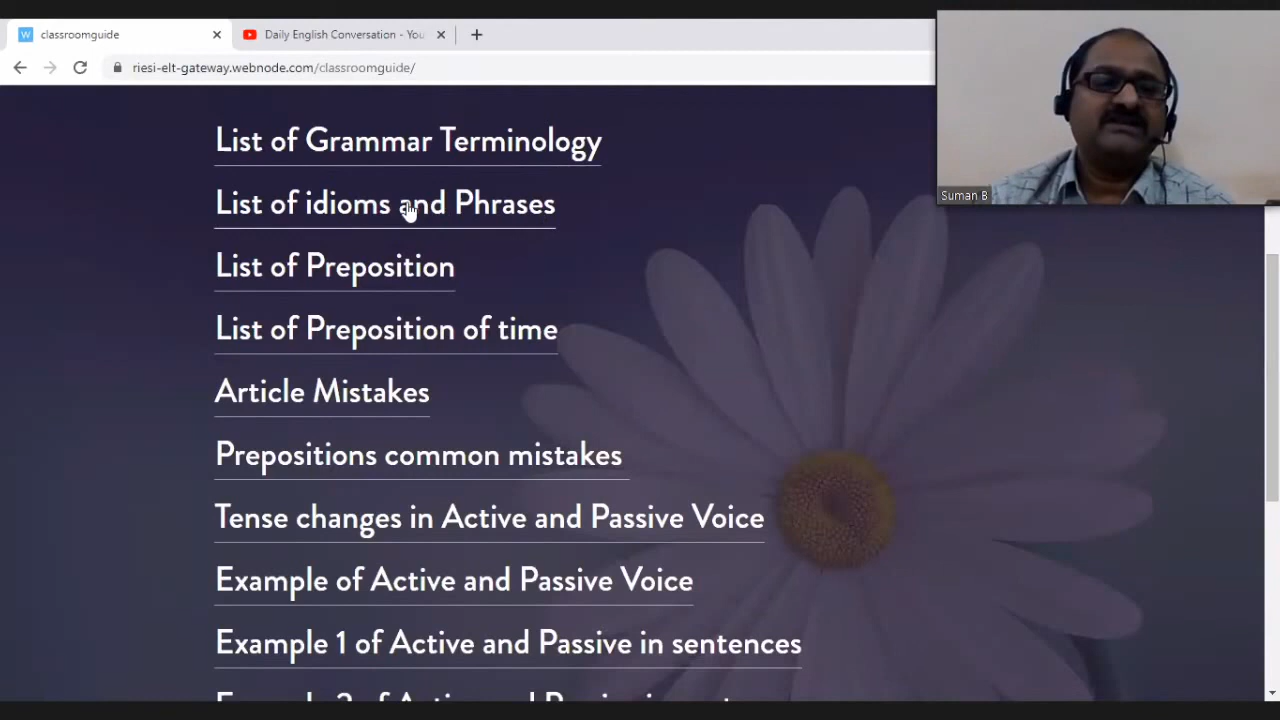 W classroomguide
Daily English Conversation - You
riesi-elt-gateway.webnode.com/classroomguide/
Suman B
List of Grammar Terminology
List of idioms and Phrases
List of Preposition
List of Preposition of time
Article Mistakes
Prepositions common mistakes
Tense changes in Active and Passive Voice
Example of Active and Passive Voice
Example 1 of Active and Passive in sentences